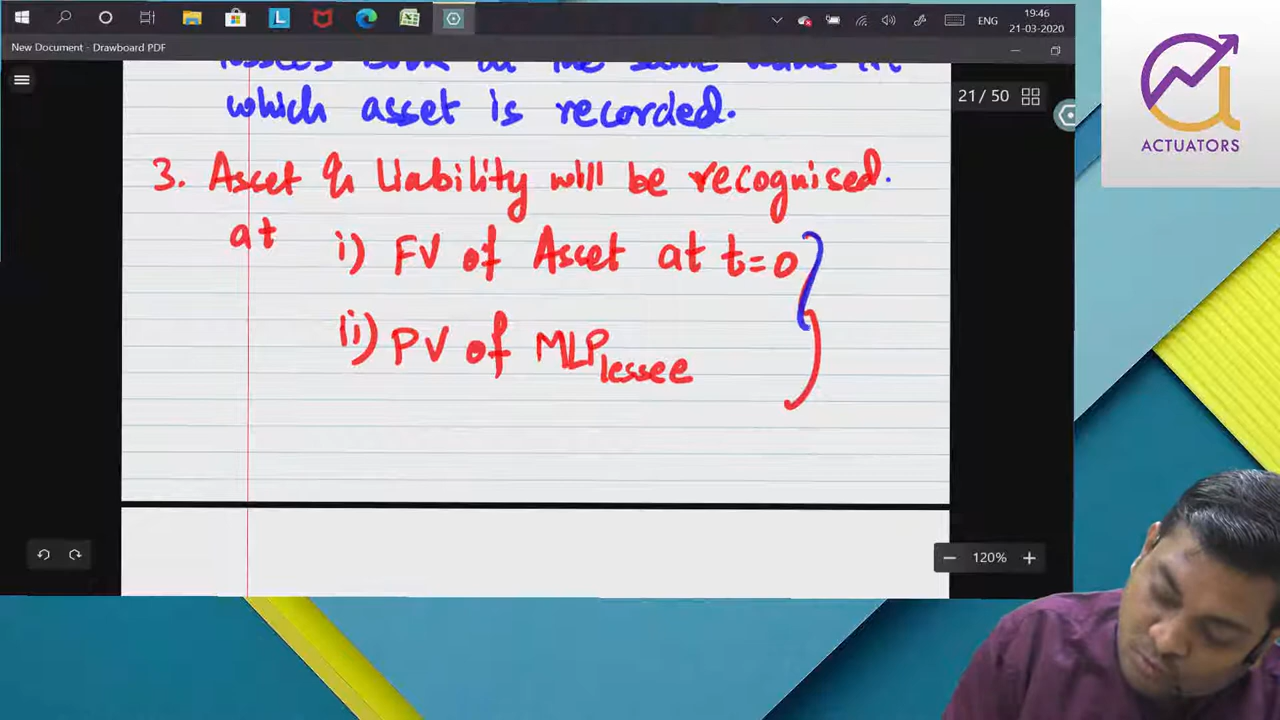 19:46
ENG
21-03-2020
New Document - Drawboard PDF
which asset is recorded.
21 / 50
ACTUATORS
3. Asset & Liability will be recognised.
at
i) FV of Asset at t=0
ii) PV of MLP lessee
120%